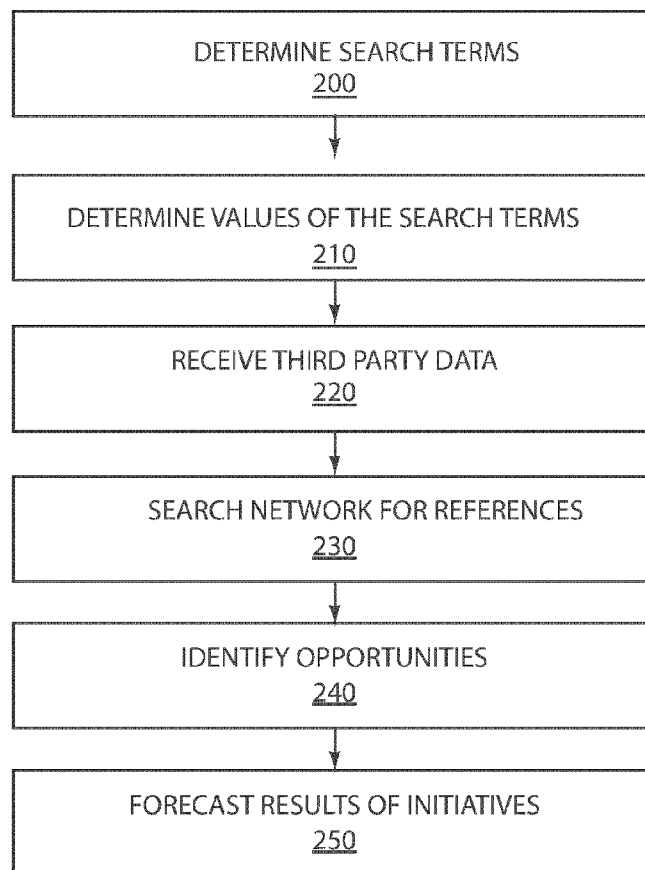 DETERMINE SEARCH TERMS
200
DETERMINE VALUES OF THE SEARCH TERMS
210
RECEIVE THIRD PARTY DATA
220
SEARCH NETWORK FOR REFERENCES
230
IDENTIFY OPPORTUNITIES
240
FORECAST RESULTS OF INITIATIVES
250